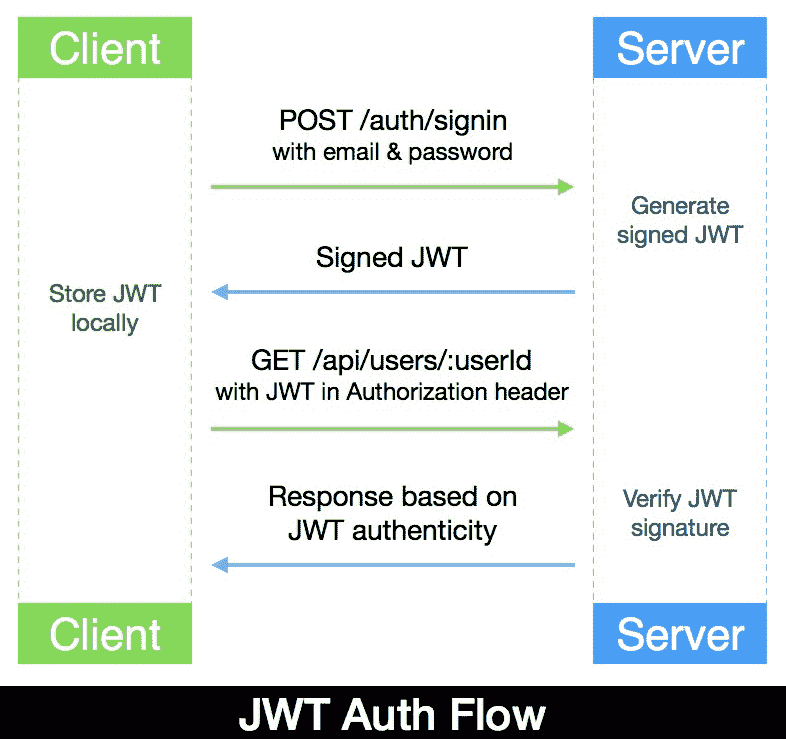 Client
Server
POST /auth/signin
with email & password
Generate
signed JWT
Signed JWT
Store JWT
locally
GET /api/users/:userId
with JWT in Authorization header
Response based on
JWT authenticity
Verify JWT
signature
Client
Server
JWT Auth Flow